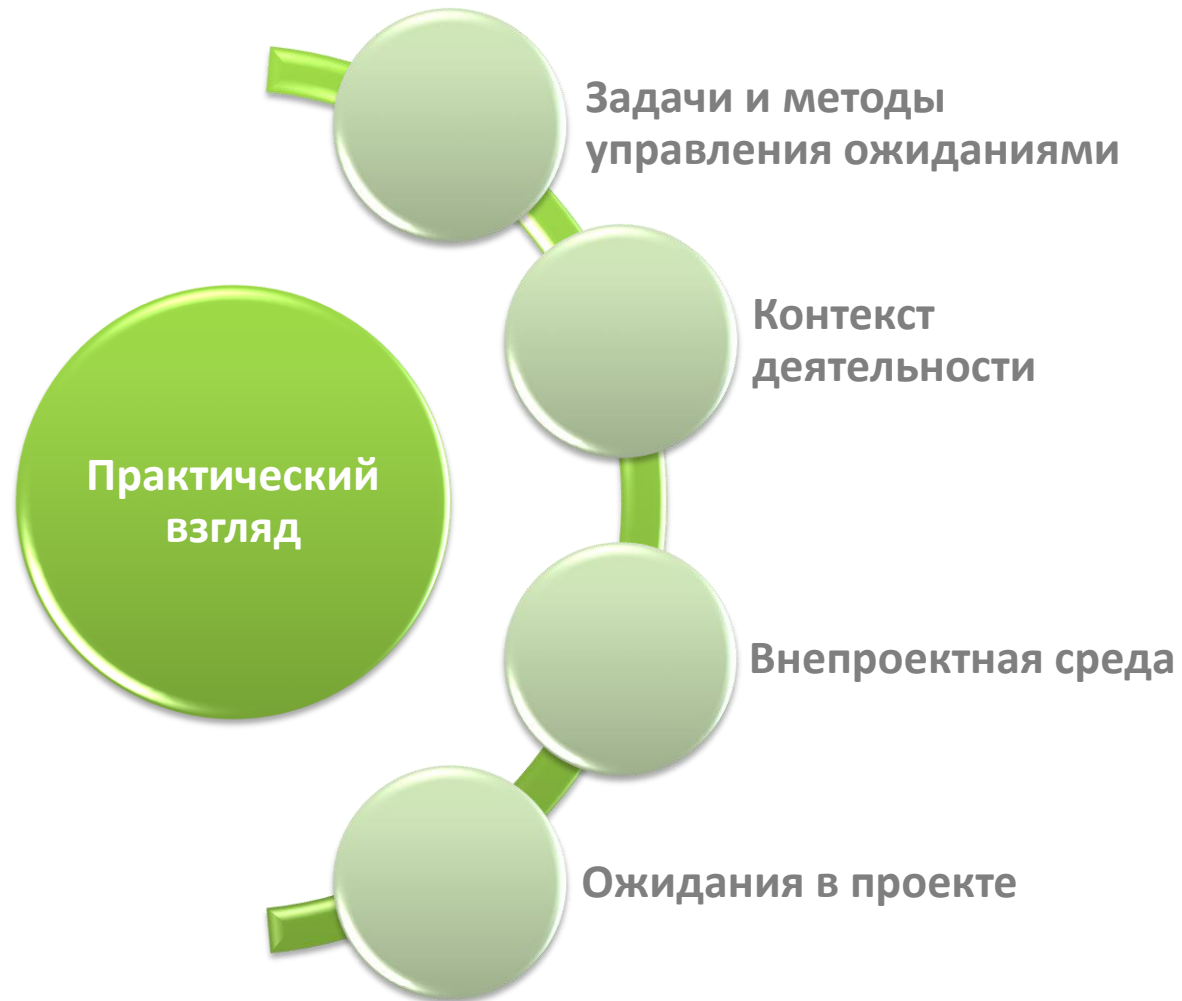 Задачи и методы
управления ожиданиями
Контекст
деятельности
Практический
взгляд
Внепроектная среда
Ожидания в проекте